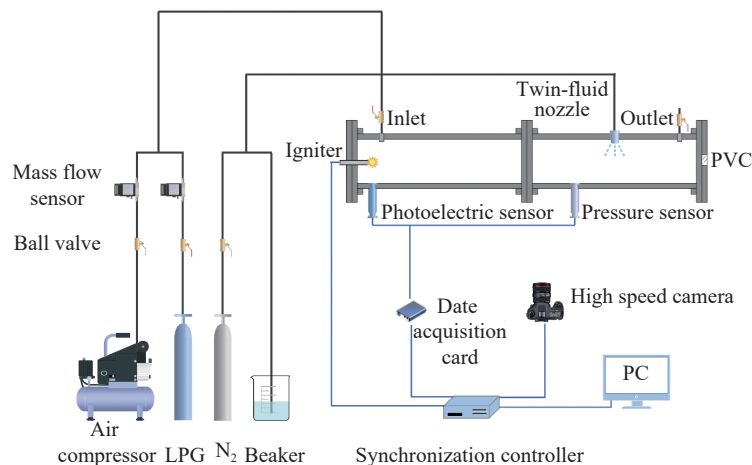 Twin-fluid
nozzle
Inlet
Outlet
Igniter
PVC
Mass flow
sensor
Photoelectric sensor
Pressure sensor
Ball valve
High speed camera
Date
acquisition
card
PC
Air
compressor
LPG
N₂
Beaker
Synchronization controller